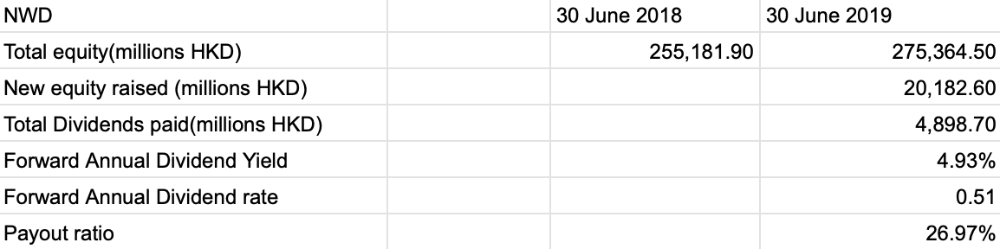 NWD 30 June 2018 30 June 2019
Total equity(millions HKD) 255,181.90 275,364.50
New equity raised (millions HKD) 20,182.60
Total Dividends paid(millions HKD) 4,898.70
Forward Annual Dividend Yield 4.93%
Forward Annual Dividend rate 0.51
Payout ratio 26.97%